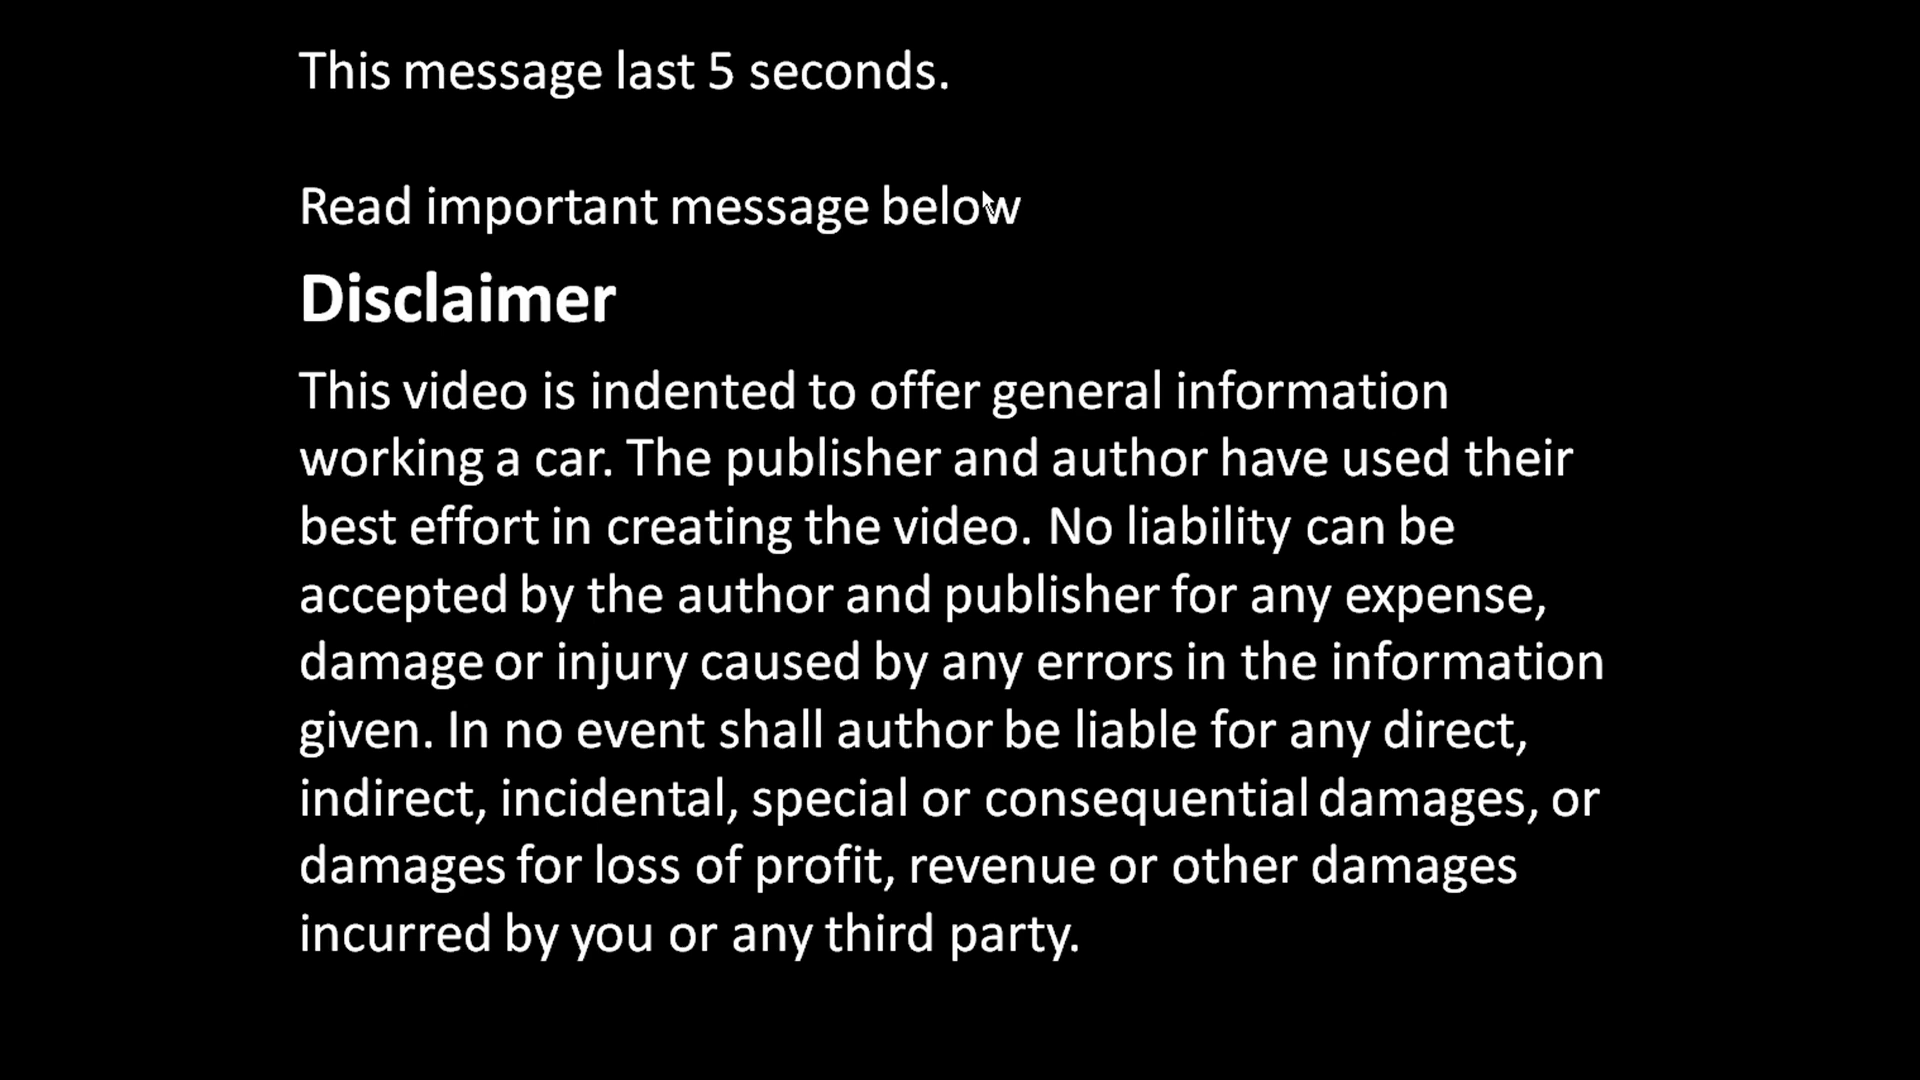 This message last 5 seconds.
Read important message below
Disclaimer
This video is indented to offer general information
working a car. The publisher and author have used their
best effort in creating the video. No liability can be
accepted by the author and publisher for any expense,
damage or injury caused by any errors in the information
given. In no event shall author be liable for any direct,
indirect, incidental, special or consequential damages, or
damages for loss of profit, revenue or other damages
incurred by you or any third party.